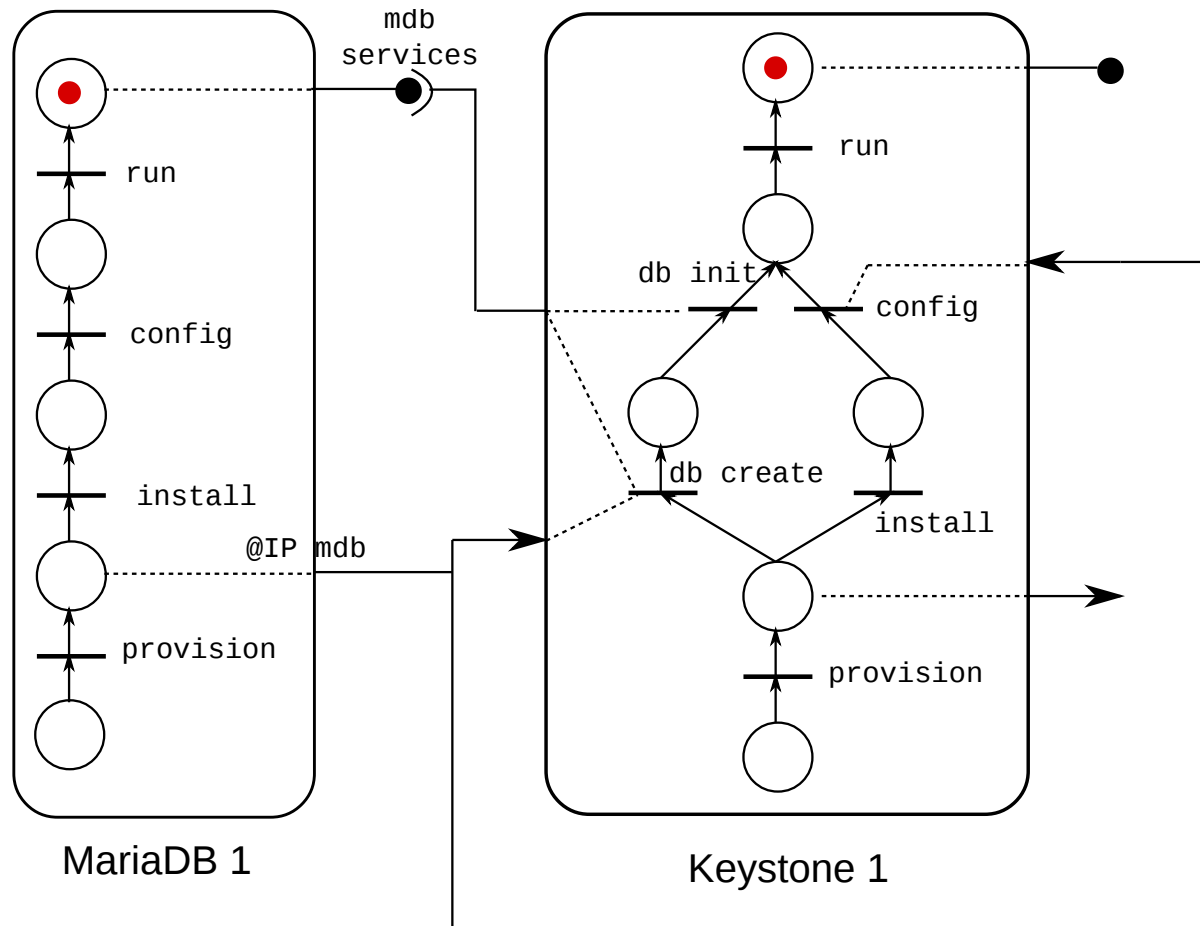 mdb
services
run
config
install
@IP mdb
provision
MariaDB 1
run
db init
config
db create
install
provision
Keystone 1